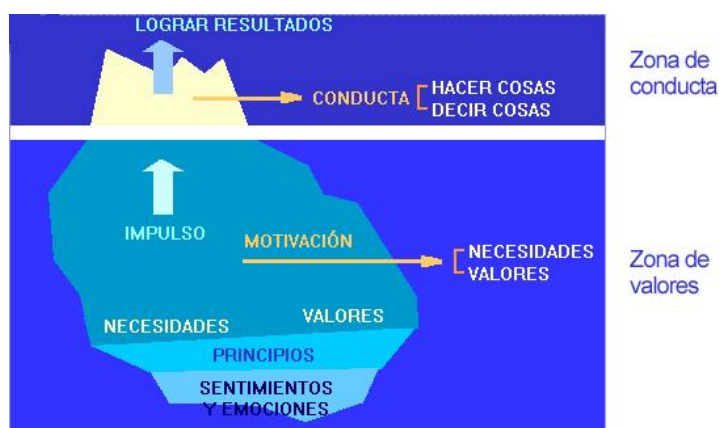 LOGRAR RESULTADOS
Zona de
conducta
CONDUCTA
HACER COSAS
DECIR COSAS
IMPULSO
MOTIVACIÓN
NECESIDADES
VALORES
Zona de
valores
NECESIDADES
VALORES
PRINCIPIOS
SENTIMIENTOS
Y EMOCIONES